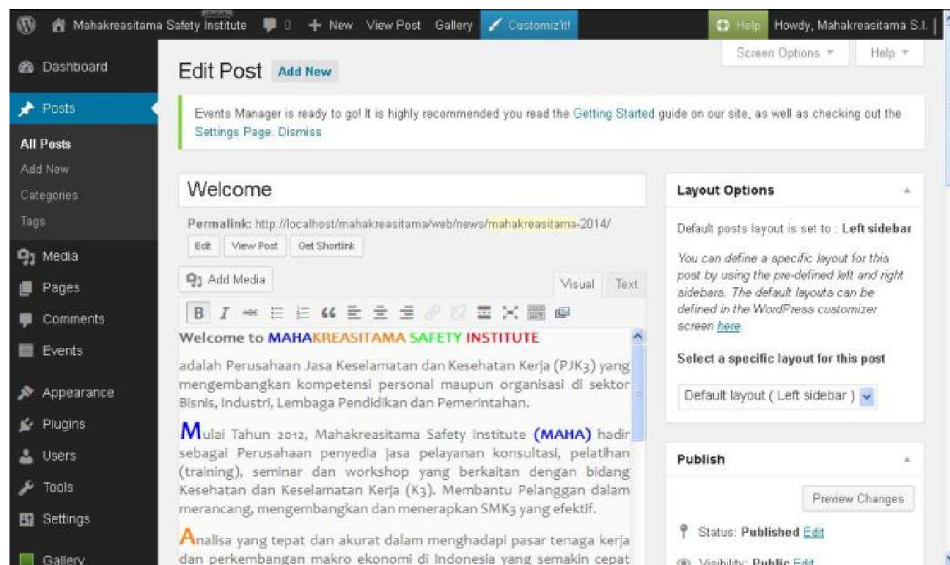 Mahakreasitama Safety Institute 0 + New View Post Gallery Customize It! Help Howdy, Mahakreasitama S.I.
Screen Options Help
Dashboard
Posts
All Posts
Add New
Categories
Tags
Media
Pages
Comments
Events
Appearance
Plugins
Users
Tools
Settings
Gallery
Edit Post Add New
Events Manager is ready to go! It is highly recommended you read the Getting Started guide on our site, as well as checking out the
Settings Page. Dismiss
Welcome
Permalink: http://localhost/mahakreasitama/web/news/mahakreasitama-2014/
Edit View Post Get Shortlink
Add Media
Visual Text
B I ABC
Welcome to MAHAKREASITAMA SAFETY INSTITUTE
adalah Perusahaan Jasa Keselamatan dan Kesehatan Kerja (PJK3) yang
mengembangkan kompetensi personal maupun organisasi di sektor
Bisnis, Industri, Lembaga Pendidikan dan Pemerintahan.
Mulai Tahun 2012, Mahakreasitama Safety Institute (MAHA) hadir
sebagai Perusahaan penyedia jasa pelayanan konsultasi, pelatihan
(training), seminar dan workshop yang berkaitan dengan bidang
Kesehatan dan Keselamatan Kerja (K3). Membantu Pelanggan dalam
merancang, mengembangkan dan menerapkan SMK3 yang efektif.
Analisa yang tepat dan akurat dalam menghadapi pasar tenaga kerja
dan perkembangan makro ekonomi di Indonesia yang semakin cepat
Layout Options
Default posts layout is set to : Left sidebar
You can define a specific layout for this
post by using the pre-defined left and right
sidebars. The default layouts can be
defined in the WordPress customizer
screen here.
Select a specific layout for this post
Default layout ( Left sidebar )
Publish
Preview Changes
Status: Published Edit
Visibility: Public Edit